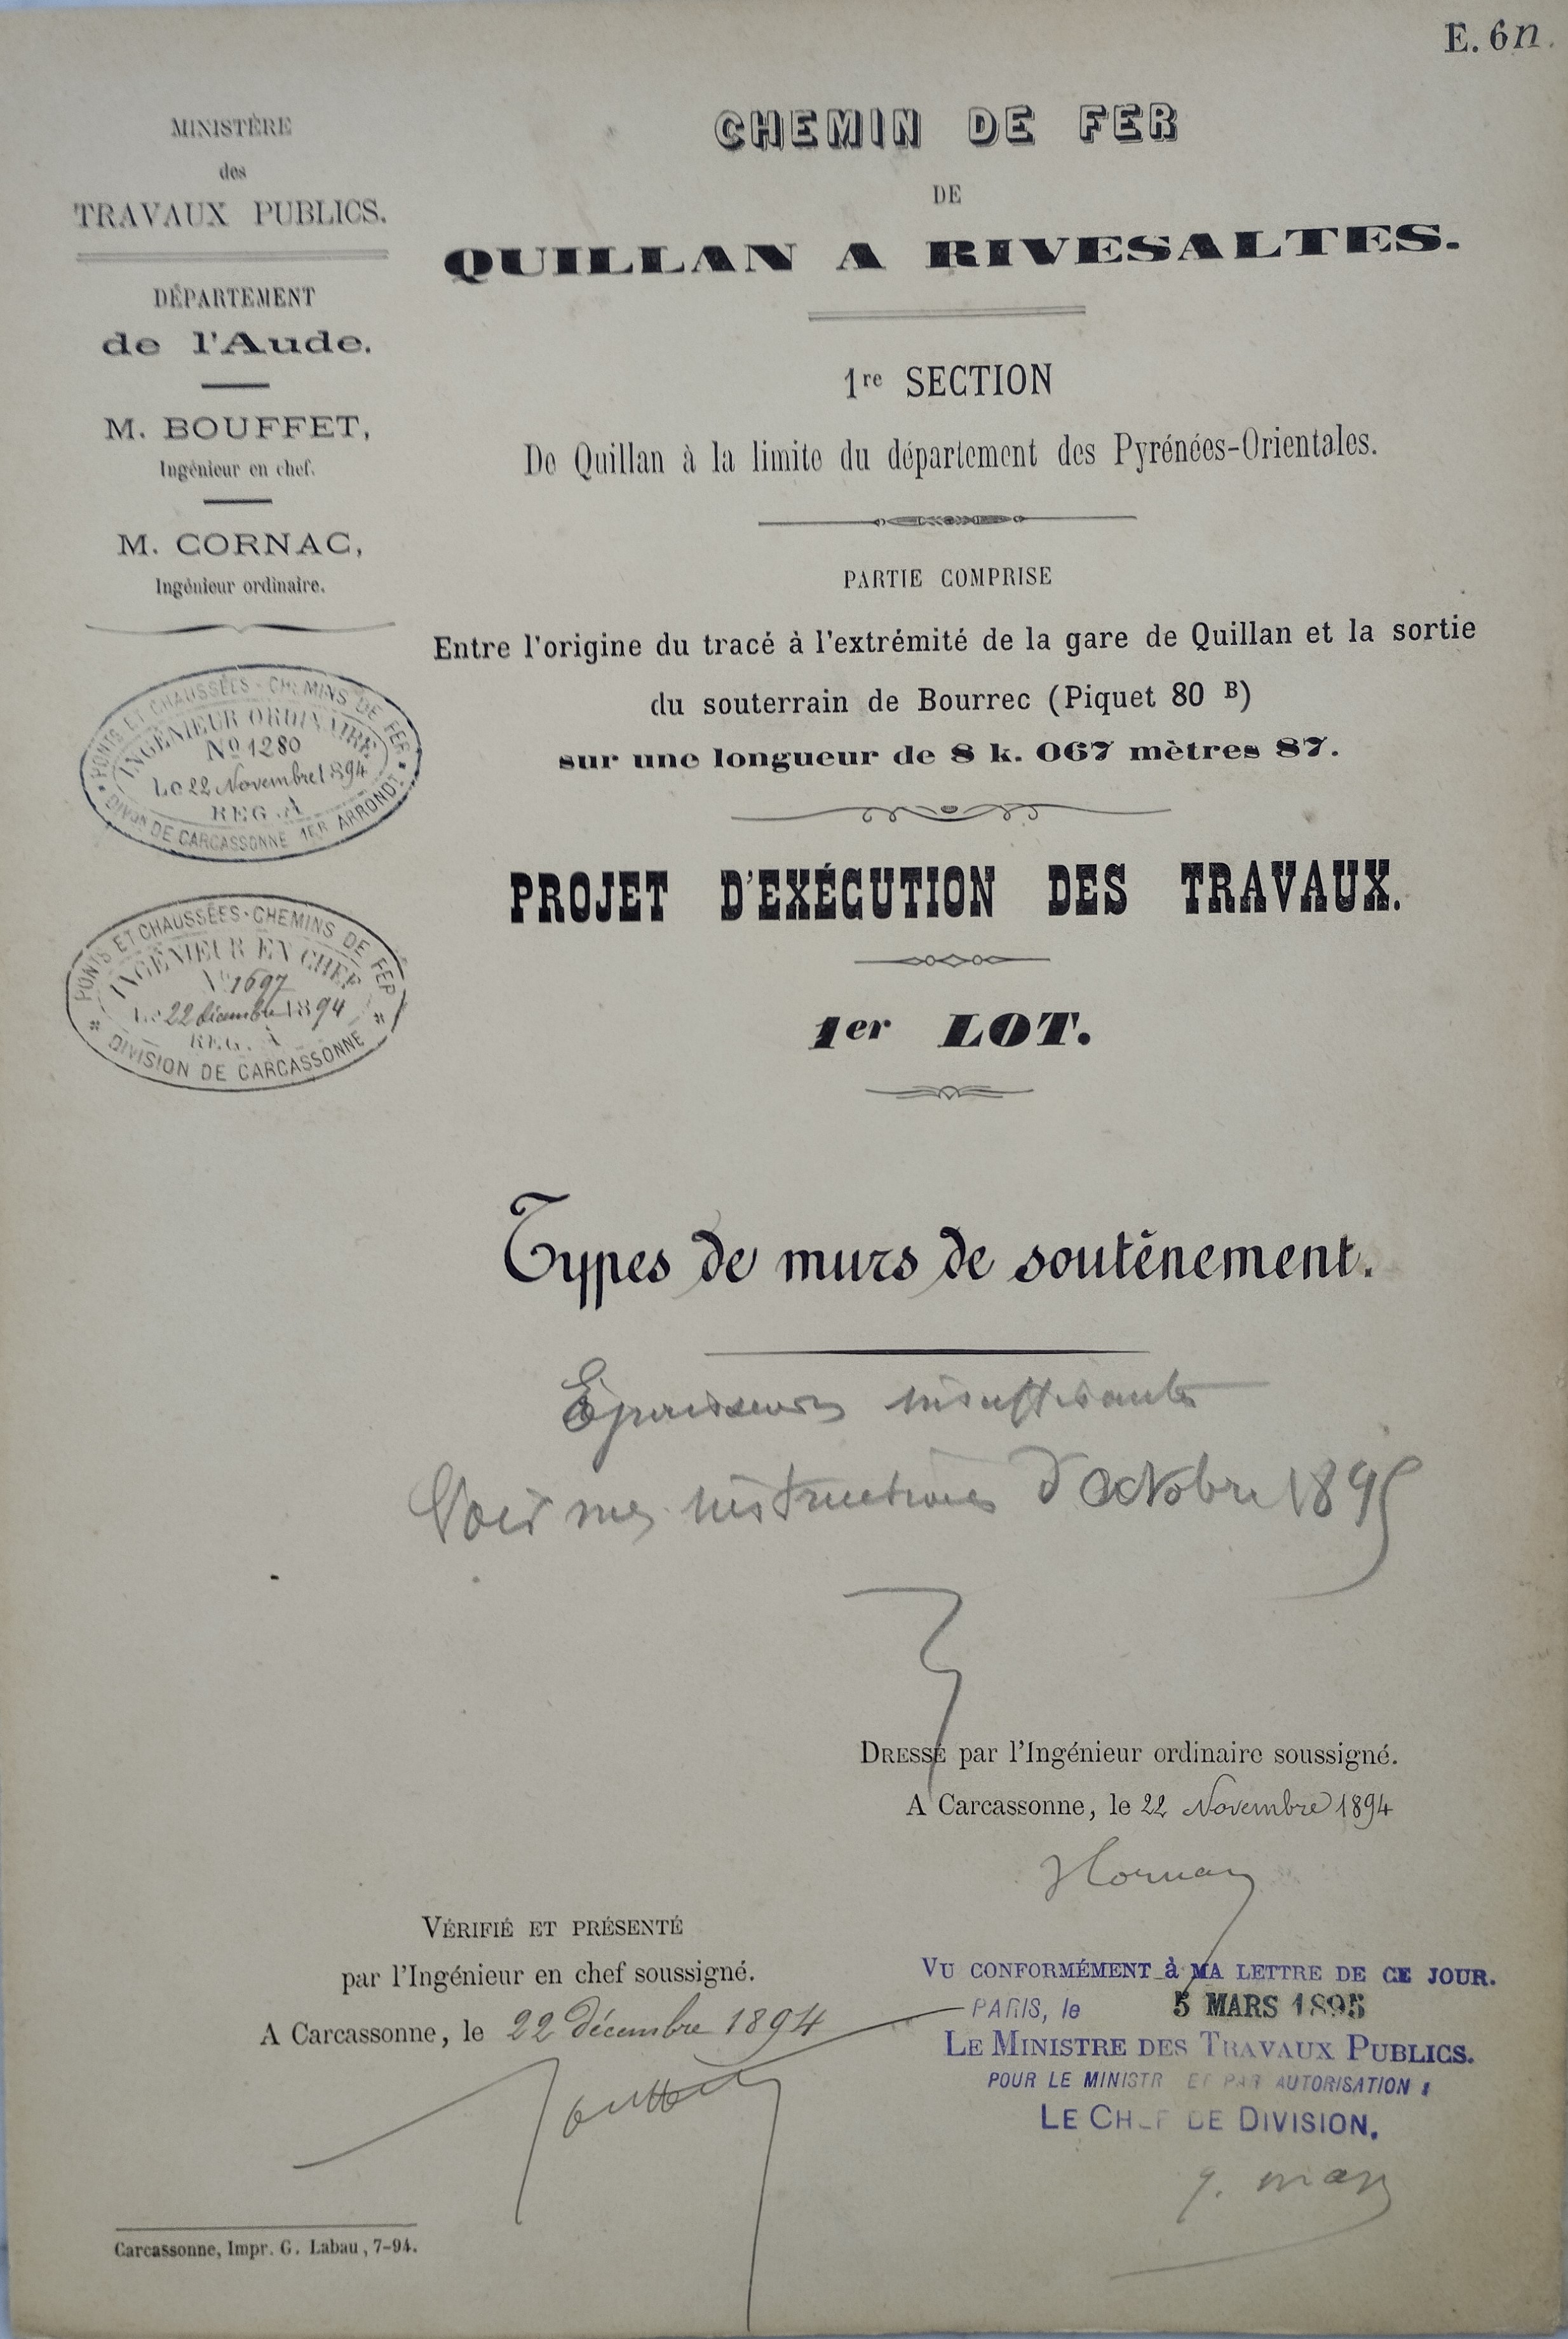 E. 6n.
MINISTÈRE
des
TRAVAUX PUBLICS.
DÉPARTEMENT
de l'Aude.
M. BOUFFET,
Ingénieur en chef.
M. CORNAC,
Ingénieur ordinaire.
PONTS ET CHAUSSÉES - CHEMINS DE FER
INGÉNIEUR ORDINAIRE
No 1280
Le 22 Novembre 1894
REG. A
DIVon DE CARCASSONNE 1ER ARRONDT
PONTS ET CHAUSSÉES - CHEMINS DE FER
INGÉNIEUR EN CHEF
No 1697
Le 22 décembre 1894
REG. A
DIVISION DE CARCASSONNE
CHEMIN DE FER
DE
QUILLAN A RIVESALTES.
1re SECTION
De Quillan à la limite du département des Pyrénées-Orientales.
PARTIE COMPRISE
Entre l'origine du tracé à l'extrémité de la gare de Quillan et la sortie
du souterrain de Bourrec (Piquet 80 B)
sur une longueur de 8 k. 067 mètres 87.
PROJET D'EXÉCUTION DES TRAVAUX.
1er LOT.
Types de murs de soutènement.
Épaisseurs insuffisantes
Voir mes instructions d'Octobre 1895
DRESSÉ par l'Ingénieur ordinaire soussigné.
A Carcassonne, le 22 Novembre 1894
VÉRIFIÉ ET PRÉSENTÉ
par l'Ingénieur en chef soussigné.
A Carcassonne, le 22 décembre 1894
Bouffet
VU CONFORMÉMENT à MA LETTRE DE CE JOUR.
PARIS, le 5 MARS 1895
LE MINISTRE DES TRAVAUX PUBLICS.
POUR LE MINISTR ET PAR AUTORISATION :
LE CHEF DE DIVISION.
Carcassonne, Impr. G. Labau, 7-94.